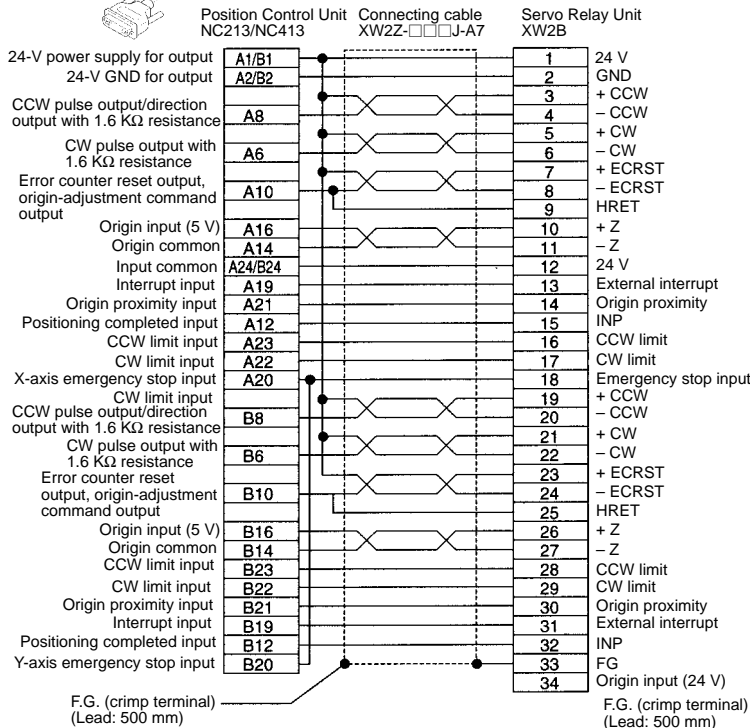 Position Control Unit Connecting cable Servo Relay Unit
NC213/NC413 XW2Z-□□□J-A7 XW2B
24-V power supply for output A1/B1 1 24 V
24-V GND for output A2/B2 2 GND
3 + CCW
CCW pulse output/direction
output with 1.6 KΩ resistance A8 4 − CCW
5 + CW
CW pulse output with
1.6 KΩ resistance A6 6 − CW
7 + ECRST
Error counter reset output,
origin-adjustment command
output A10 8 − ECRST
9 HRET
Origin input (5 V) A16 10 + Z
Origin common A14 11 − Z
Input common A24/B24 12 24 V
Interrupt input A19 13 External interrupt
Origin proximity input A21 14 Origin proximity
Positioning completed input A12 15 INP
CCW limit input A23 16 CCW limit
CW limit input A22 17 CW limit
X-axis emergency stop input A20 18 Emergency stop input
CW limit input 19 + CCW
CCW pulse output/direction
output with 1.6 KΩ resistance B8 20 − CCW
21 + CW
CW pulse output with
1.6 KΩ resistance B6 22 − CW
23 + ECRST
Error counter reset
output, origin-adjustment
command output B10 24 − ECRST
25 HRET
Origin input (5 V) B16 26 + Z
Origin common B14 27 − Z
CCW limit input B23 28 CCW limit
CW limit input B22 29 CW limit
Origin proximity input B21 30 Origin proximity
Interrupt input B19 31 External interrupt
Positioning completed input B12 32 INP
Y-axis emergency stop input B20 33 FG
34 Origin input (24 V)
F.G. (crimp terminal)
(Lead: 500 mm)
F.G. (crimp terminal)
(Lead: 500 mm)